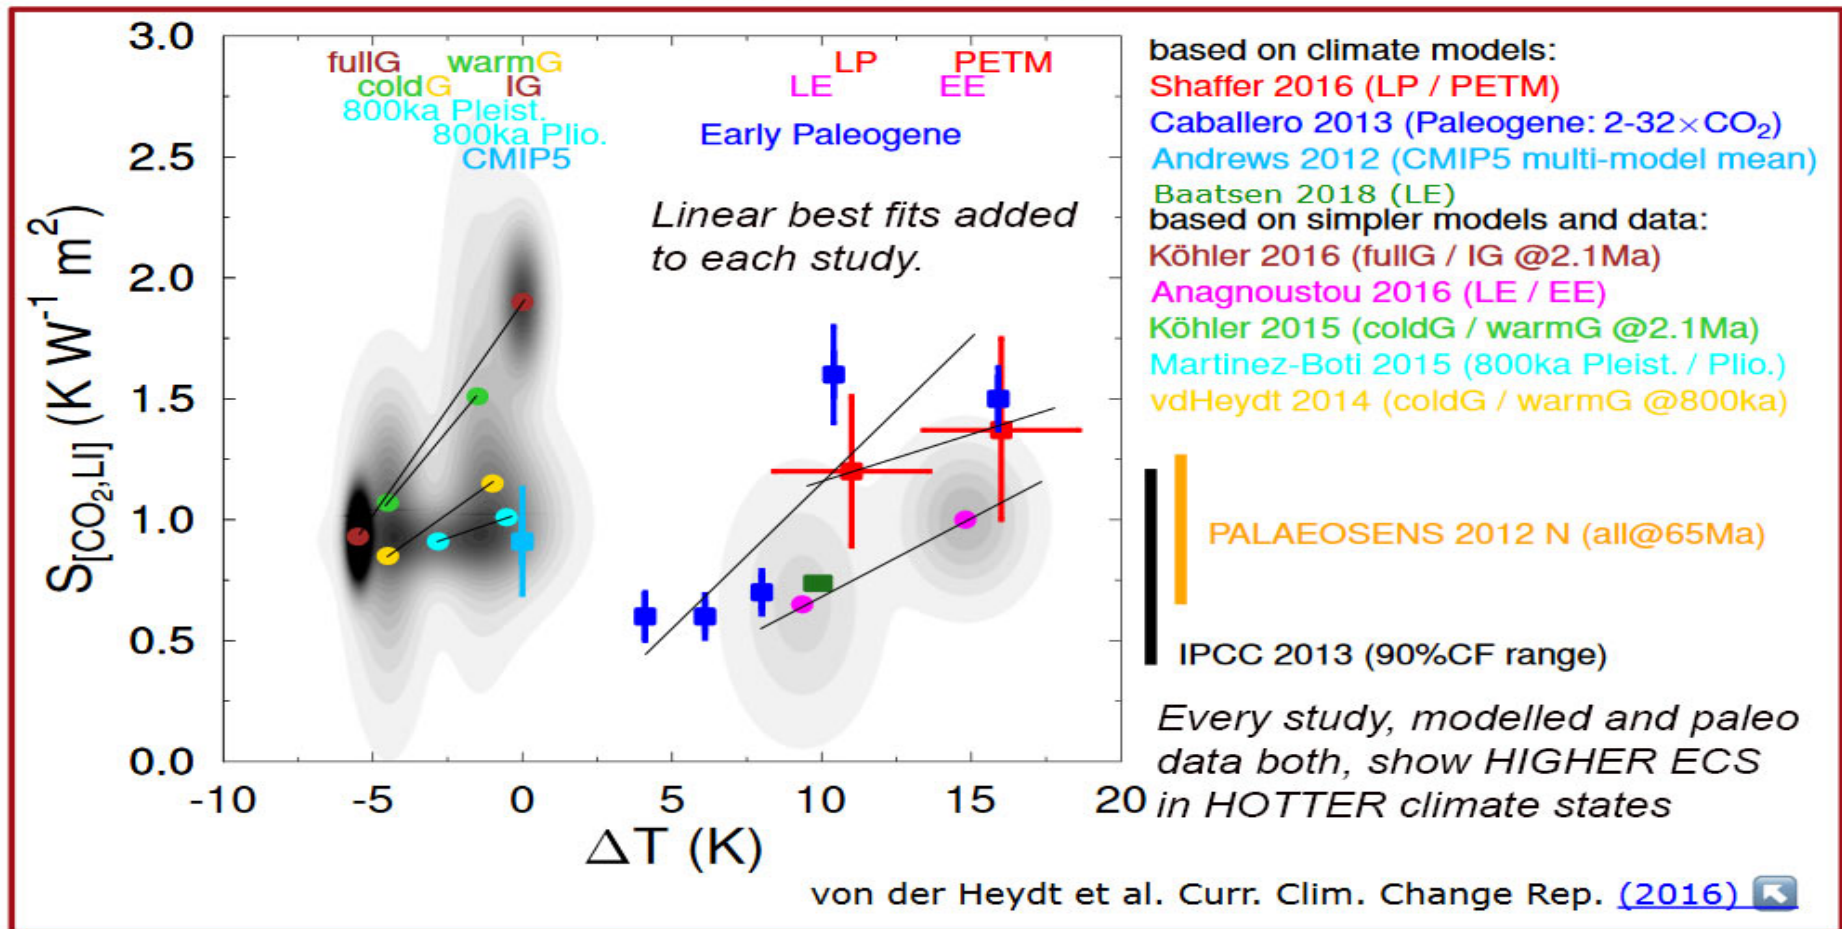 3.0
2.5
2.0
1.5
1.0
0.5
0.0
S[CO₂,LI] (K W⁻¹ m²)
-10
-5
0
5
10
15
20
ΔT (K)
fullG
warmG
coldG
IG
800ka Pleist.
800ka Plio.
CMIP5
LP
PETM
LE
EE
Early Paleogene
Linear best fits added
to each study.
based on climate models:
Shaffer 2016 (LP / PETM)
Caballero 2013 (Paleogene: 2-32×CO₂)
Andrews 2012 (CMIP5 multi-model mean)
Baatsen 2018 (LE)
based on simpler models and data:
Köhler 2016 (fullG / IG @2.1Ma)
Anagnoustou 2016 (LE / EE)
Köhler 2015 (coldG / warmG @2.1Ma)
Martinez-Boti 2015 (800ka Pleist. / Plio.)
vdHeydt 2014 (coldG / warmG @800ka)
PALAEOSENS 2012 N (all@65Ma)
IPCC 2013 (90%CF range)
Every study, modelled and paleo
data both, show HIGHER ECS
in HOTTER climate states
von der Heydt et al. Curr. Clim. Change Rep. (2016)